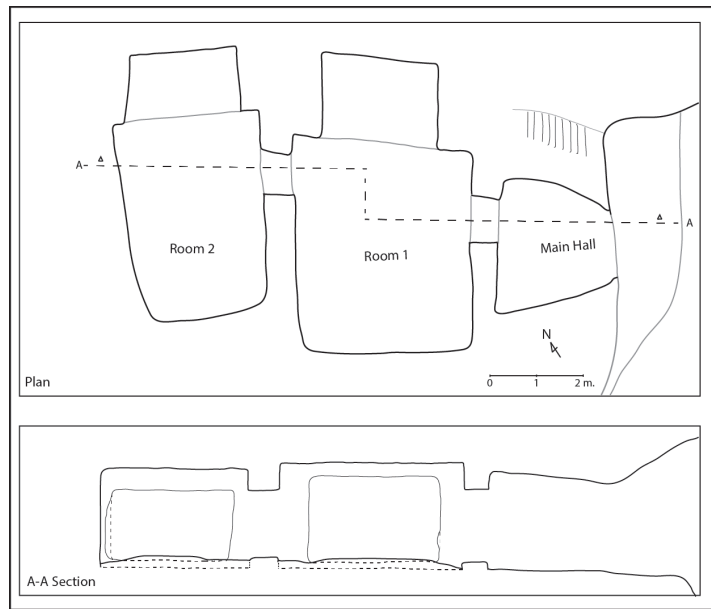 A
A
Room 2
Room 1
Main Hall
N
0 1 2 m.
Plan
A-A Section